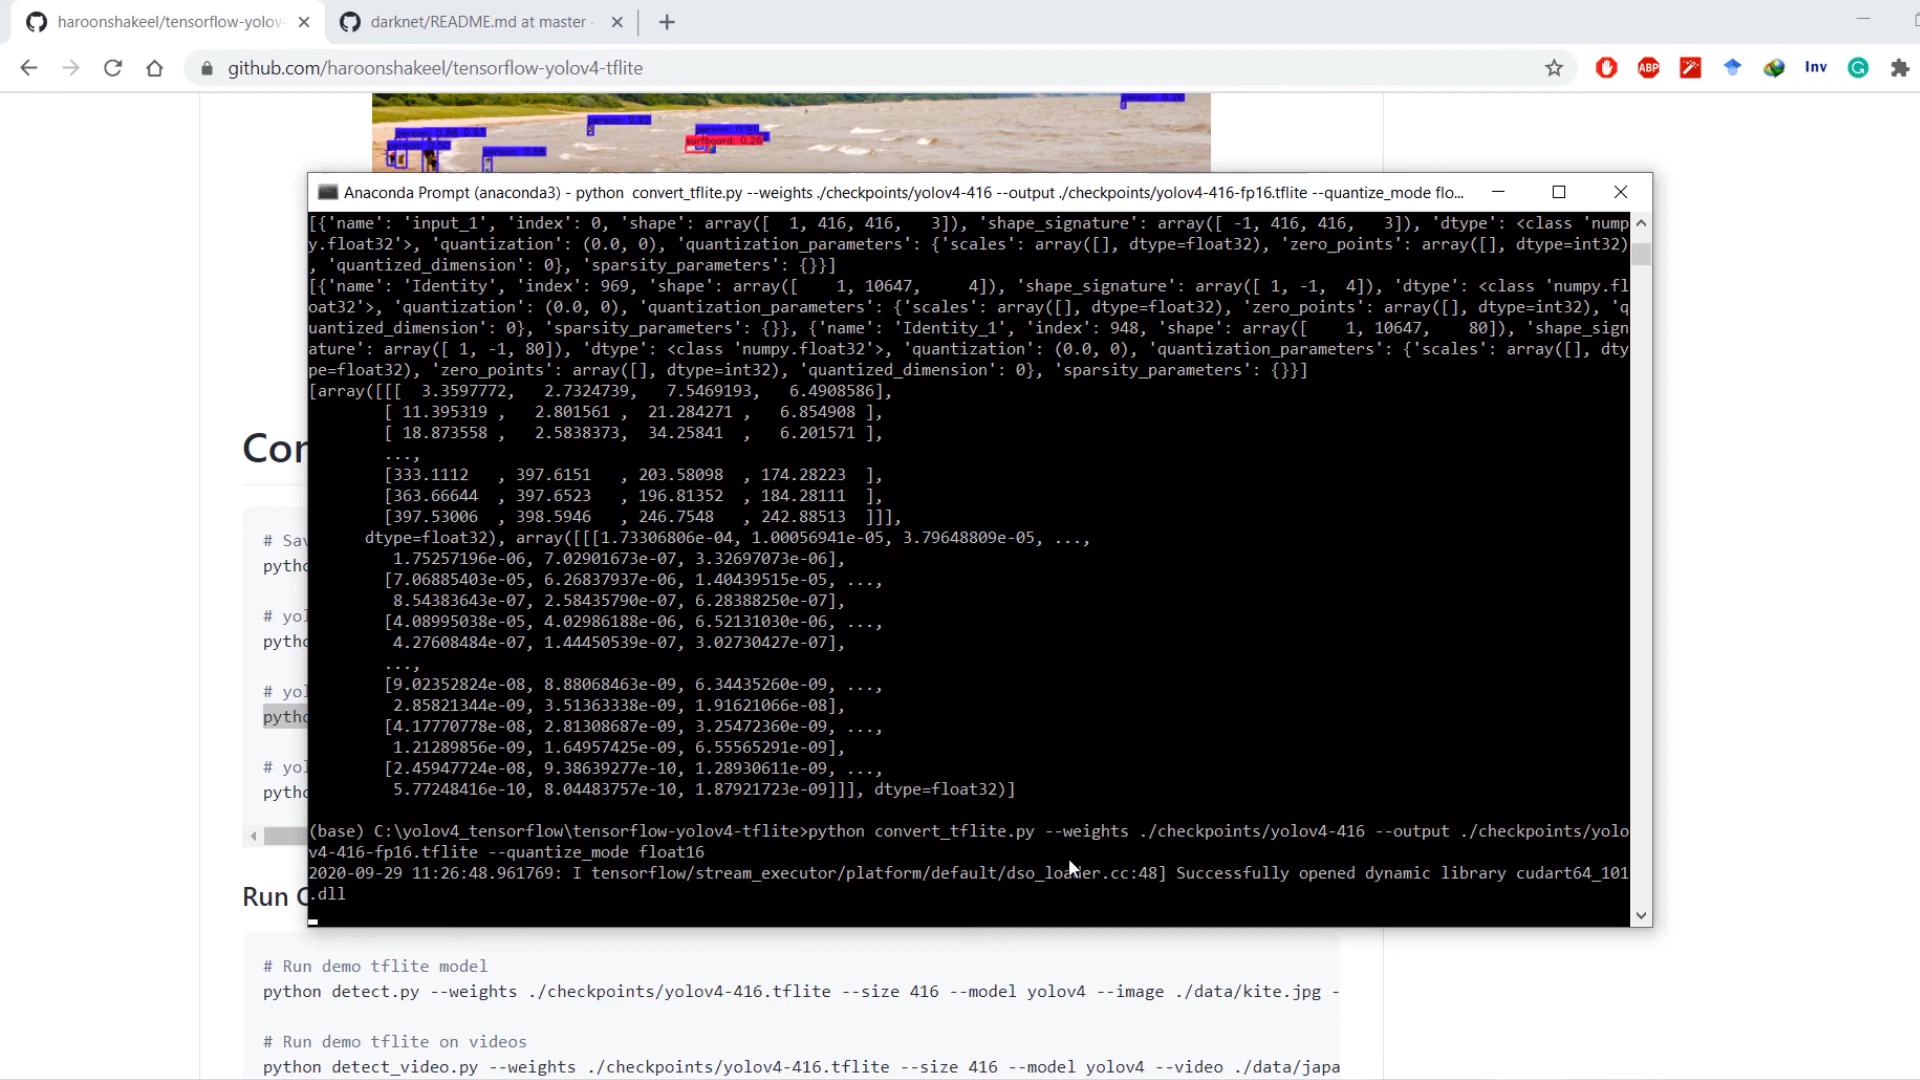 haroonshakeel/tensorflow-yolov4
darknet/README.md at master ·
github.com/haroonshakeel/tensorflow-yolov4-tflite
ABP
Inv
person: 0.92
surfboard: 0.26
Anaconda Prompt (anaconda3) - python  convert_tflite.py --weights ./checkpoints/yolov4-416 --output ./checkpoints/yolov4-416-fp16.tflite --quantize_mode flo...
[{'name': 'input_1', 'index': 0, 'shape': array([  1, 416, 416,   3]), 'shape_signature': array([ -1, 416, 416,   3]), 'dtype': <class 'nump
y.float32'>, 'quantization': (0.0, 0), 'quantization_parameters': {'scales': array([], dtype=float32), 'zero_points': array([], dtype=int32)
, 'quantized_dimension': 0}, 'sparsity_parameters': {}}]
[{'name': 'Identity', 'index': 969, 'shape': array([    1, 10647,     4]), 'shape_signature': array([ 1, -1,  4]), 'dtype': <class 'numpy.fl
oat32'>, 'quantization': (0.0, 0), 'quantization_parameters': {'scales': array([], dtype=float32), 'zero_points': array([], dtype=int32), 'q
uantized_dimension': 0}, 'sparsity_parameters': {}}, {'name': 'Identity_1', 'index': 948, 'shape': array([    1, 10647,    80]), 'shape_sign
ature': array([ 1, -1, 80]), 'dtype': <class 'numpy.float32'>, 'quantization': (0.0, 0), 'quantization_parameters': {'scales': array([], dty
pe=float32), 'zero_points': array([], dtype=int32), 'quantized_dimension': 0}, 'sparsity_parameters': {}}]
[array([[[  3.3597772,   2.7324739,   7.5469193,   6.4908586],
[ 11.395319 ,   2.801561 ,  21.284271 ,   6.854908 ],
[ 18.873558 ,   2.5838373,  34.25841  ,   6.201571 ],
...,
[333.1112   , 397.6151   , 203.58098  , 174.28223  ],
[363.66644  , 397.6523   , 196.81352  , 184.28111  ],
[397.53006  , 398.5946   , 246.7548   , 242.88513  ]]],
dtype=float32), array([[[1.73306806e-04, 1.00056941e-05, 3.79648809e-05, ...,
1.75257196e-06, 7.02901673e-07, 3.32697073e-06],
[7.06885403e-05, 6.26837937e-06, 1.40439515e-05, ...,
8.54383643e-07, 2.58435790e-07, 6.28388250e-07],
[4.08995038e-05, 4.02986188e-06, 6.52131030e-06, ...,
4.27608484e-07, 1.44450539e-07, 3.02730427e-07],
...,
[9.02352824e-08, 8.88068463e-09, 6.34435260e-09, ...,
2.85821344e-09, 3.51363338e-09, 1.91621066e-08],
[4.17770778e-08, 2.81308687e-09, 3.25472360e-09, ...,
1.21289856e-09, 1.64957425e-09, 6.55565291e-09],
[2.45947724e-08, 9.38639277e-10, 1.28930611e-09, ...,
5.77248416e-10, 8.04483757e-10, 1.87921723e-09]]], dtype=float32)]
(base) C:\yolov4_tensorflow\tensorflow-yolov4-tflite>python convert_tflite.py --weights ./checkpoints/yolov4-416 --output ./checkpoints/yolo
v4-416-fp16.tflite --quantize_mode float16
2020-09-29 11:26:48.961769: I tensorflow/stream_executor/platform/default/dso_loader.cc:48] Successfully opened dynamic library cudart64_101
.dll
Con
# Sav
pytho
# yol
pytho
# yol
pytho
# yol
pytho
Run
# Run demo tflite model
python detect.py --weights ./checkpoints/yolov4-416.tflite --size 416 --model yolov4 --image ./data/kite.jpg -
# Run demo tflite on videos
python detect_video.py --weights ./checkpoints/yolov4-416.tflite --size 416 --model yolov4 --video ./data/japa